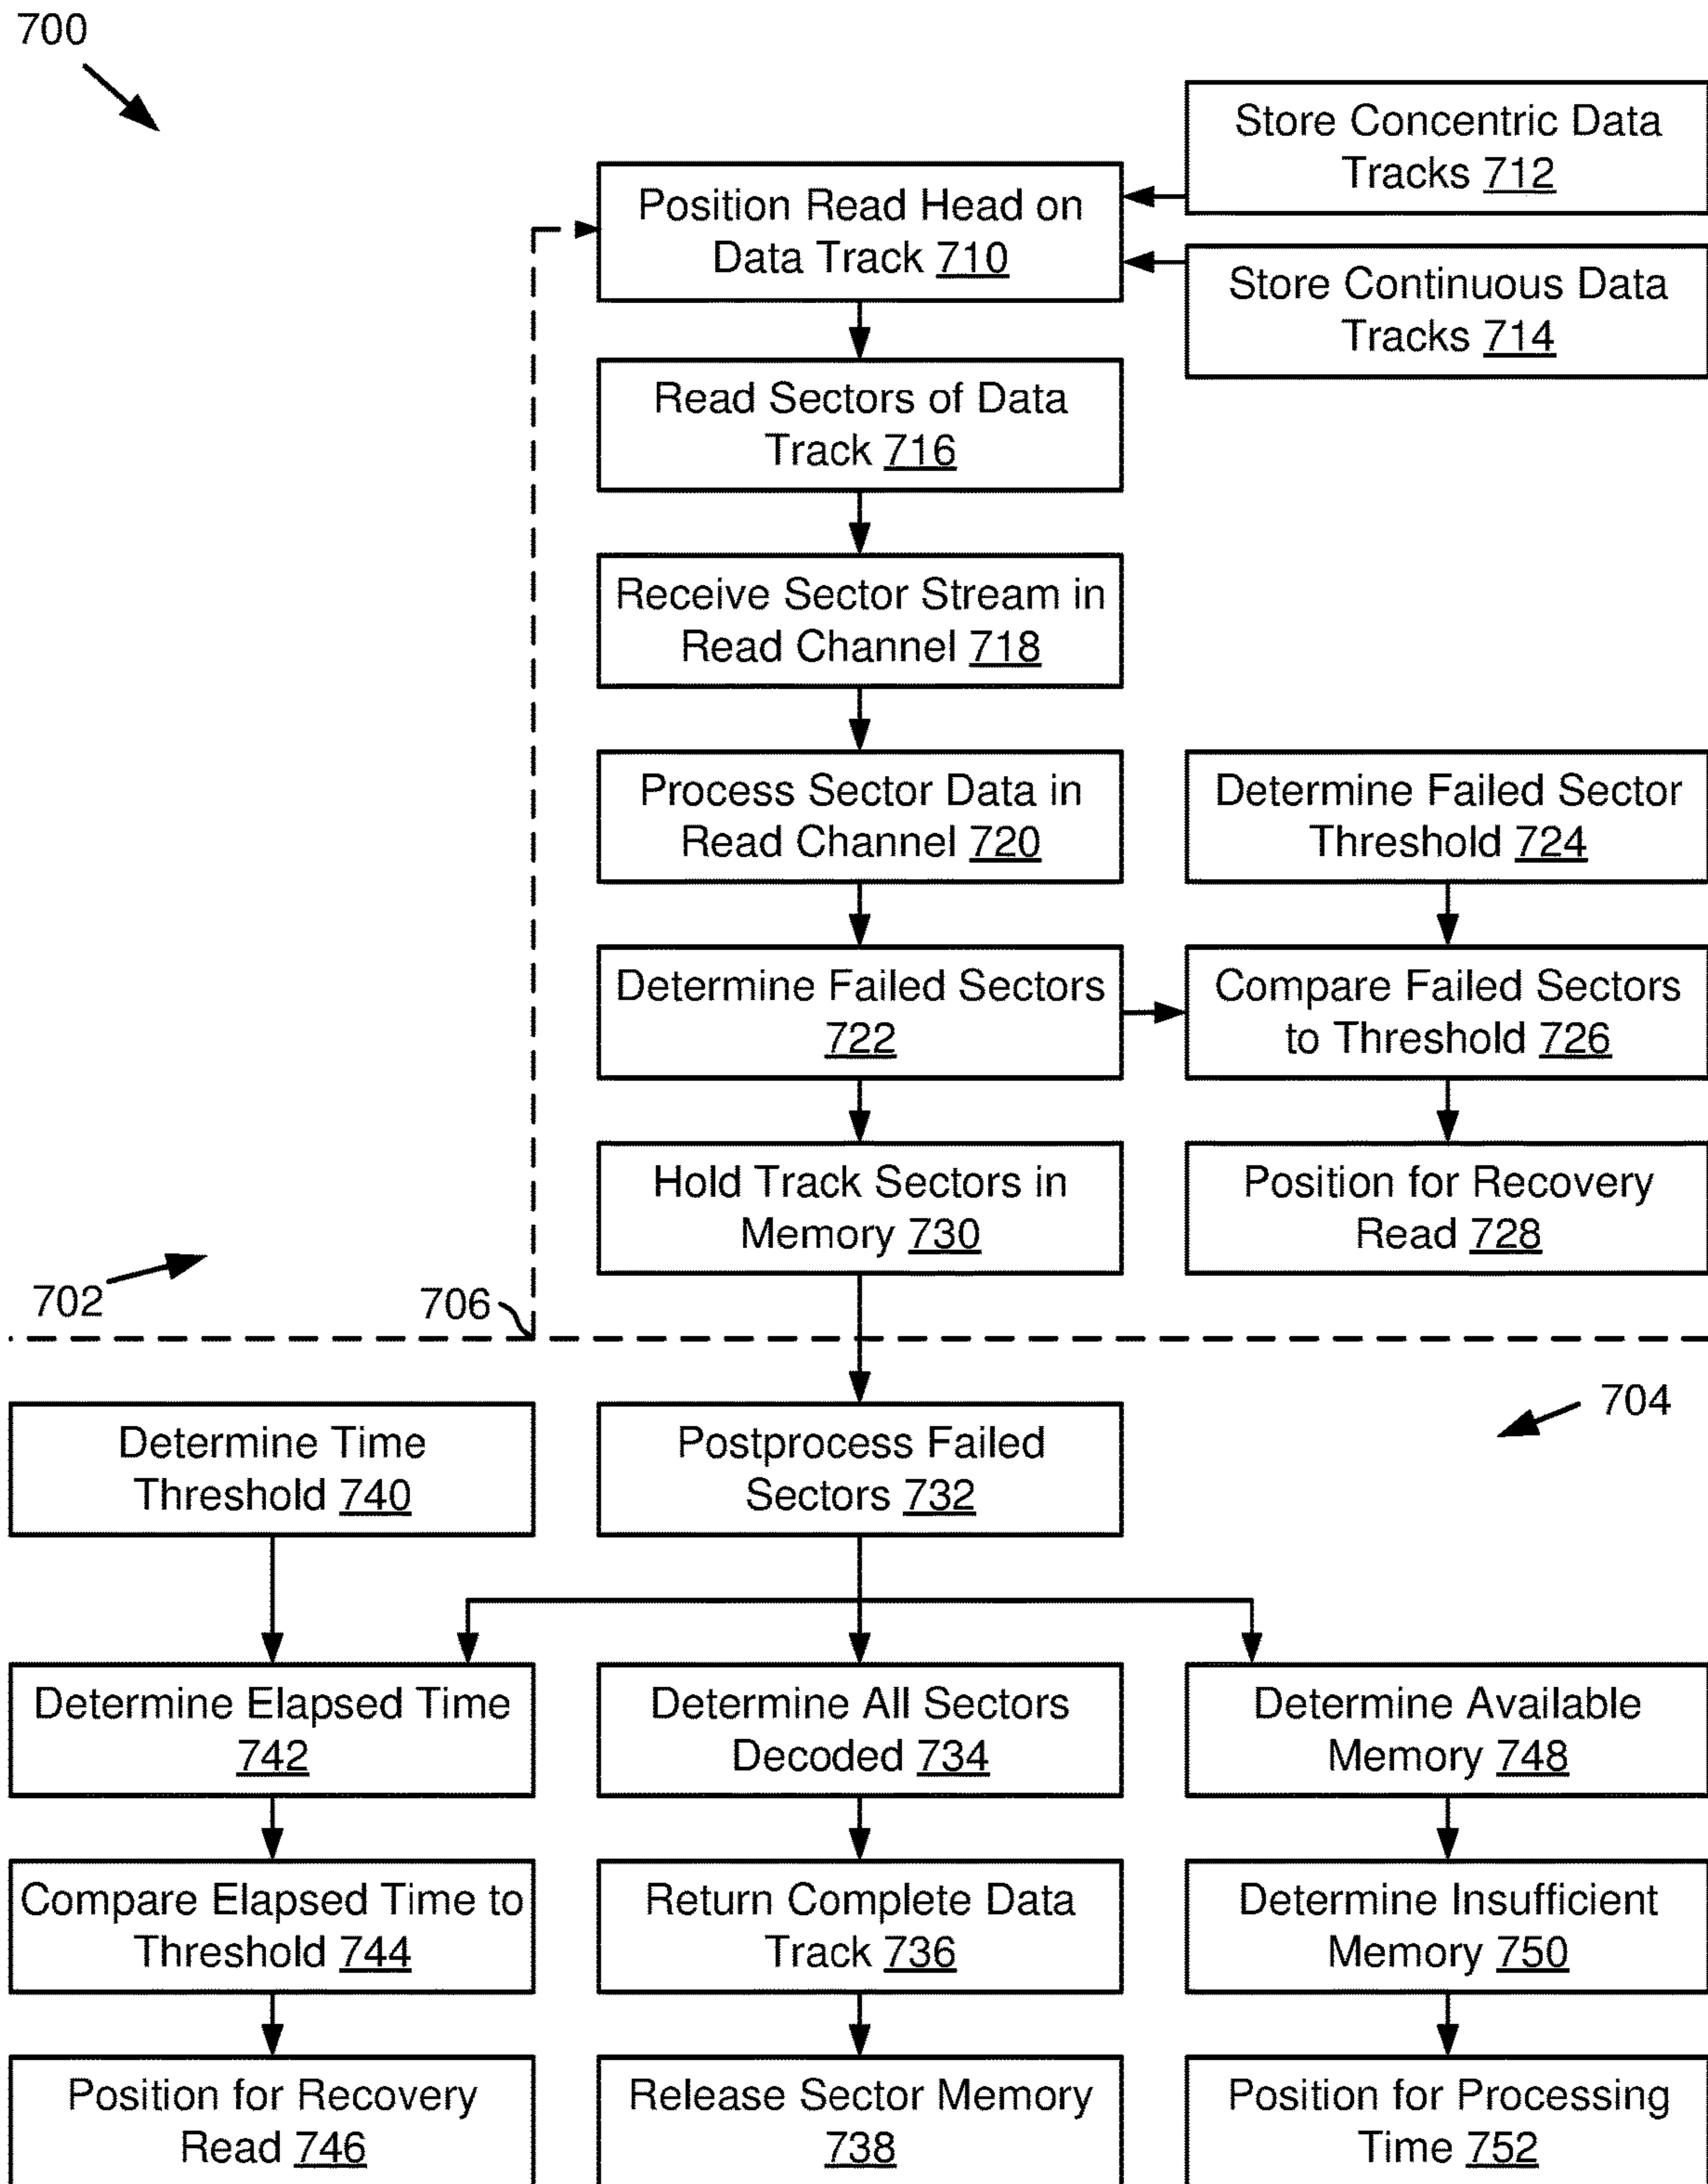 700
Store Concentric Data
Tracks 712
Position Read Head on
Data Track 710
Store Continuous Data
Tracks 714
Read Sectors of Data
Track 716
Receive Sector Stream in
Read Channel 718
Process Sector Data in
Read Channel 720
Determine Failed Sector
Threshold 724
Determine Failed Sectors
722
Compare Failed Sectors
to Threshold 726
Hold Track Sectors in
Memory 730
Position for Recovery
Read 728
702
706
704
Determine Time
Threshold 740
Postprocess Failed
Sectors 732
Determine Elapsed Time
742
Determine All Sectors
Decoded 734
Determine Available
Memory 748
Compare Elapsed Time to
Threshold 744
Return Complete Data
Track 736
Determine Insufficient
Memory 750
Position for Recovery
Read 746
Release Sector Memory
738
Position for Processing
Time 752